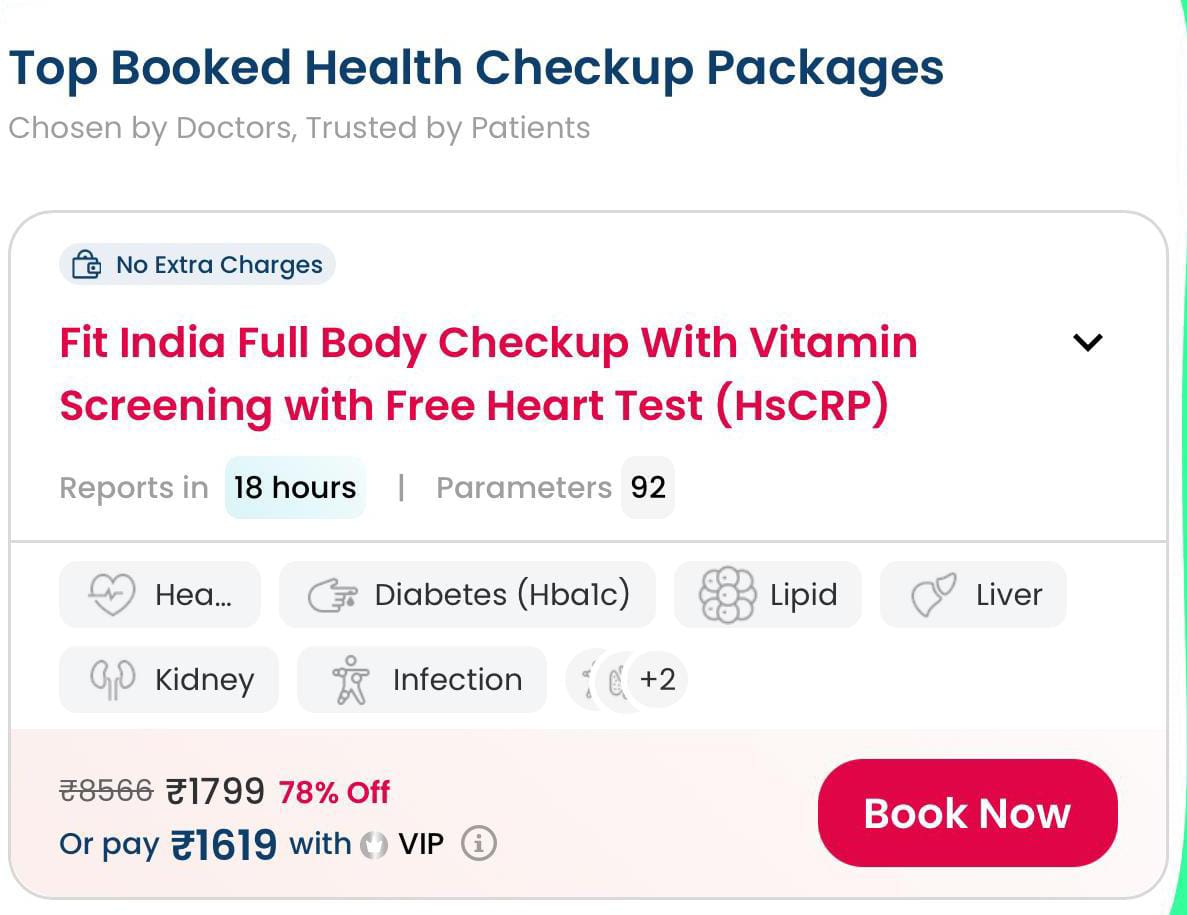 Top Booked Health Checkup Packages
Chosen by Doctors, Trusted by Patients
No Extra Charges
Fit India Full Body Checkup With Vitamin
Screening with Free Heart Test (HsCRP)
Reports in 18 hours | Parameters 92
Hea... Diabetes (Hba1c) Lipid Liver
Kidney Infection +2
₹8566 ₹1799 78% Off
Or pay ₹1619 with VIP
Book Now